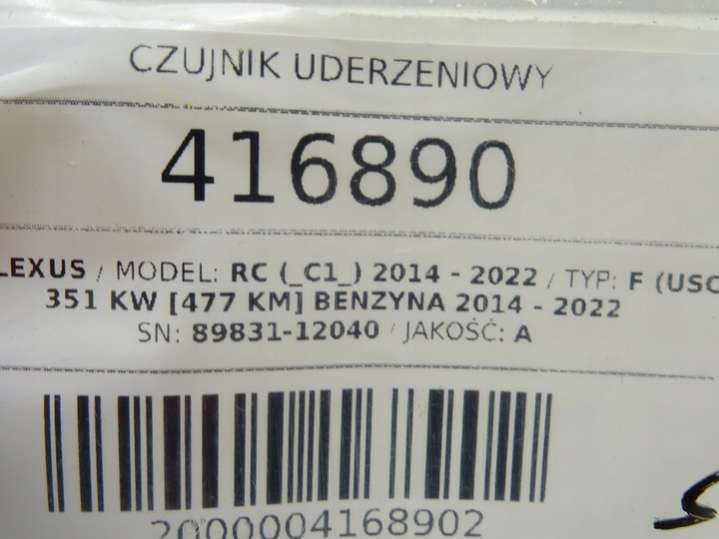 CZUJNIK UDERZENIOWY
416890
LEXUS / MODEL: RC (_C1_) 2014 - 2022 / TYP: F (USC
351 KW [477 KM] BENZYNA 2014 - 2022
SN: 89831-12040 / JAKOŚĆ: A
2000004168902